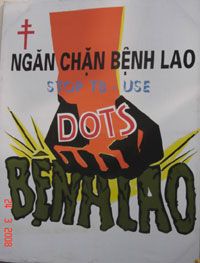 NGĂN CHẶN BỆNH LAO
STOP TB - USE
DOTS
BỆNH LAO
24 3 2008